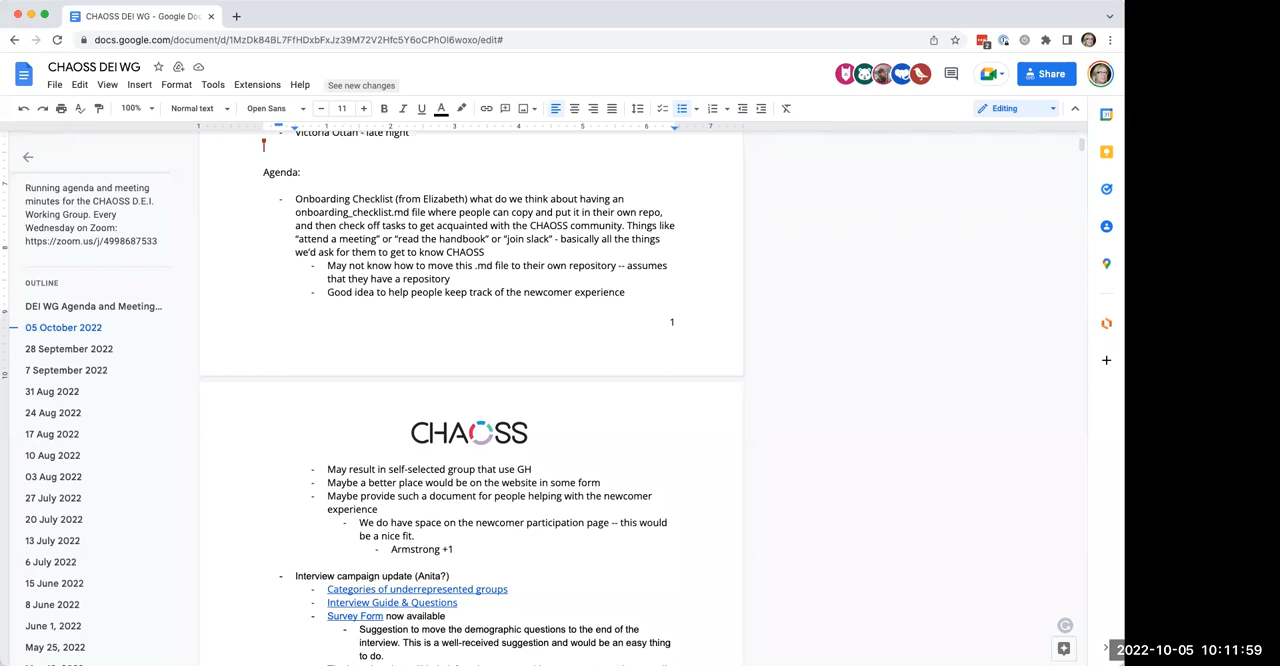 CHAOSS DEI WG - Google Doc
docs.google.com/document/d/1MzDk84BL7FfHDxbFxJz39M72V2Hfc5Y6oCPhOl6woxo/edit#
2
CHAOSS DEI WG
File Edit View Insert Format Tools Extensions Help See new changes
Share
100% Normal text Open Sans 11 Editing
1 1 2 3 4 5 6 7
Victoria Ottah - late night
Running agenda and meeting
minutes for the CHAOSS D.E.I.
Working Group. Every
Wednesday on Zoom:
https://zoom.us/j/4998687533
OUTLINE
DEI WG Agenda and Meeting...
05 October 2022
28 September 2022
7 September 2022
31 Aug 2022
24 Aug 2022
17 Aug 2022
10 Aug 2022
03 Aug 2022
27 July 2022
20 July 2022
13 July 2022
6 July 2022
15 June 2022
8 June 2022
June 1, 2022
May 25, 2022
Agenda:
- Onboarding Checklist (from Elizabeth) what do we think about having an
onboarding_checklist.md file where people can copy and put it in their own repo,
and then check off tasks to get acquainted with the CHAOSS community. Things like
“attend a meeting” or “read the handbook” or “join slack” - basically all the things
we’d ask for them to get to know CHAOSS
- May not know how to move this .md file to their own repository -- assumes
that they have a repository
- Good idea to help people keep track of the newcomer experience
1
CHAOSS
- May result in self-selected group that use GH
- Maybe a better place would be on the website in some form
- Maybe provide such a document for people helping with the newcomer
experience
- We do have space on the newcomer participation page -- this would
be a nice fit.
- Armstrong +1
- Interview campaign update (Anita?)
- Categories of underrepresented groups
- Interview Guide & Questions
- Survey Form now available
- Suggestion to move the demographic questions to the end of the
interview. This is a well-received suggestion and would be an easy thing
to do.
2022-10-05 10:11:59